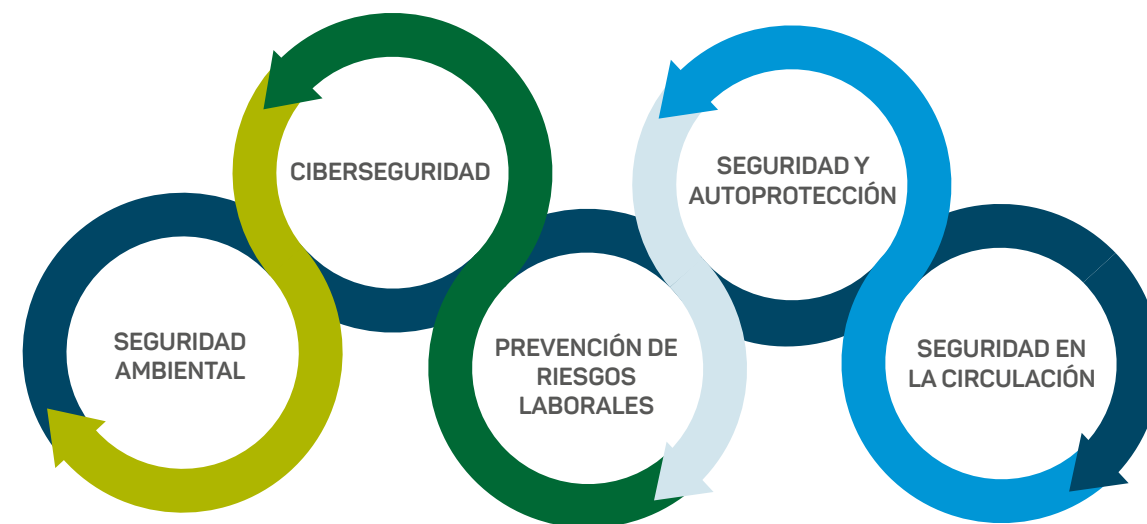 SEGURIDAD
AMBIENTAL
CIBERSEGURIDAD
PREVENCIÓN DE
RIESGOS
LABORALES
SEGURIDAD Y
AUTOPROTECCIÓN
SEGURIDAD EN
LA CIRCULACIÓN